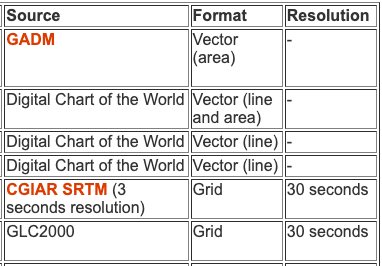 Source Format Resolution
GADM Vector -
(area)
Digital Chart of the World Vector (line -
and area)
Digital Chart of the World Vector (line) -
Digital Chart of the World Vector (line) -
CGIAR SRTM (3 Grid 30 seconds
seconds resolution)
GLC2000 Grid 30 seconds